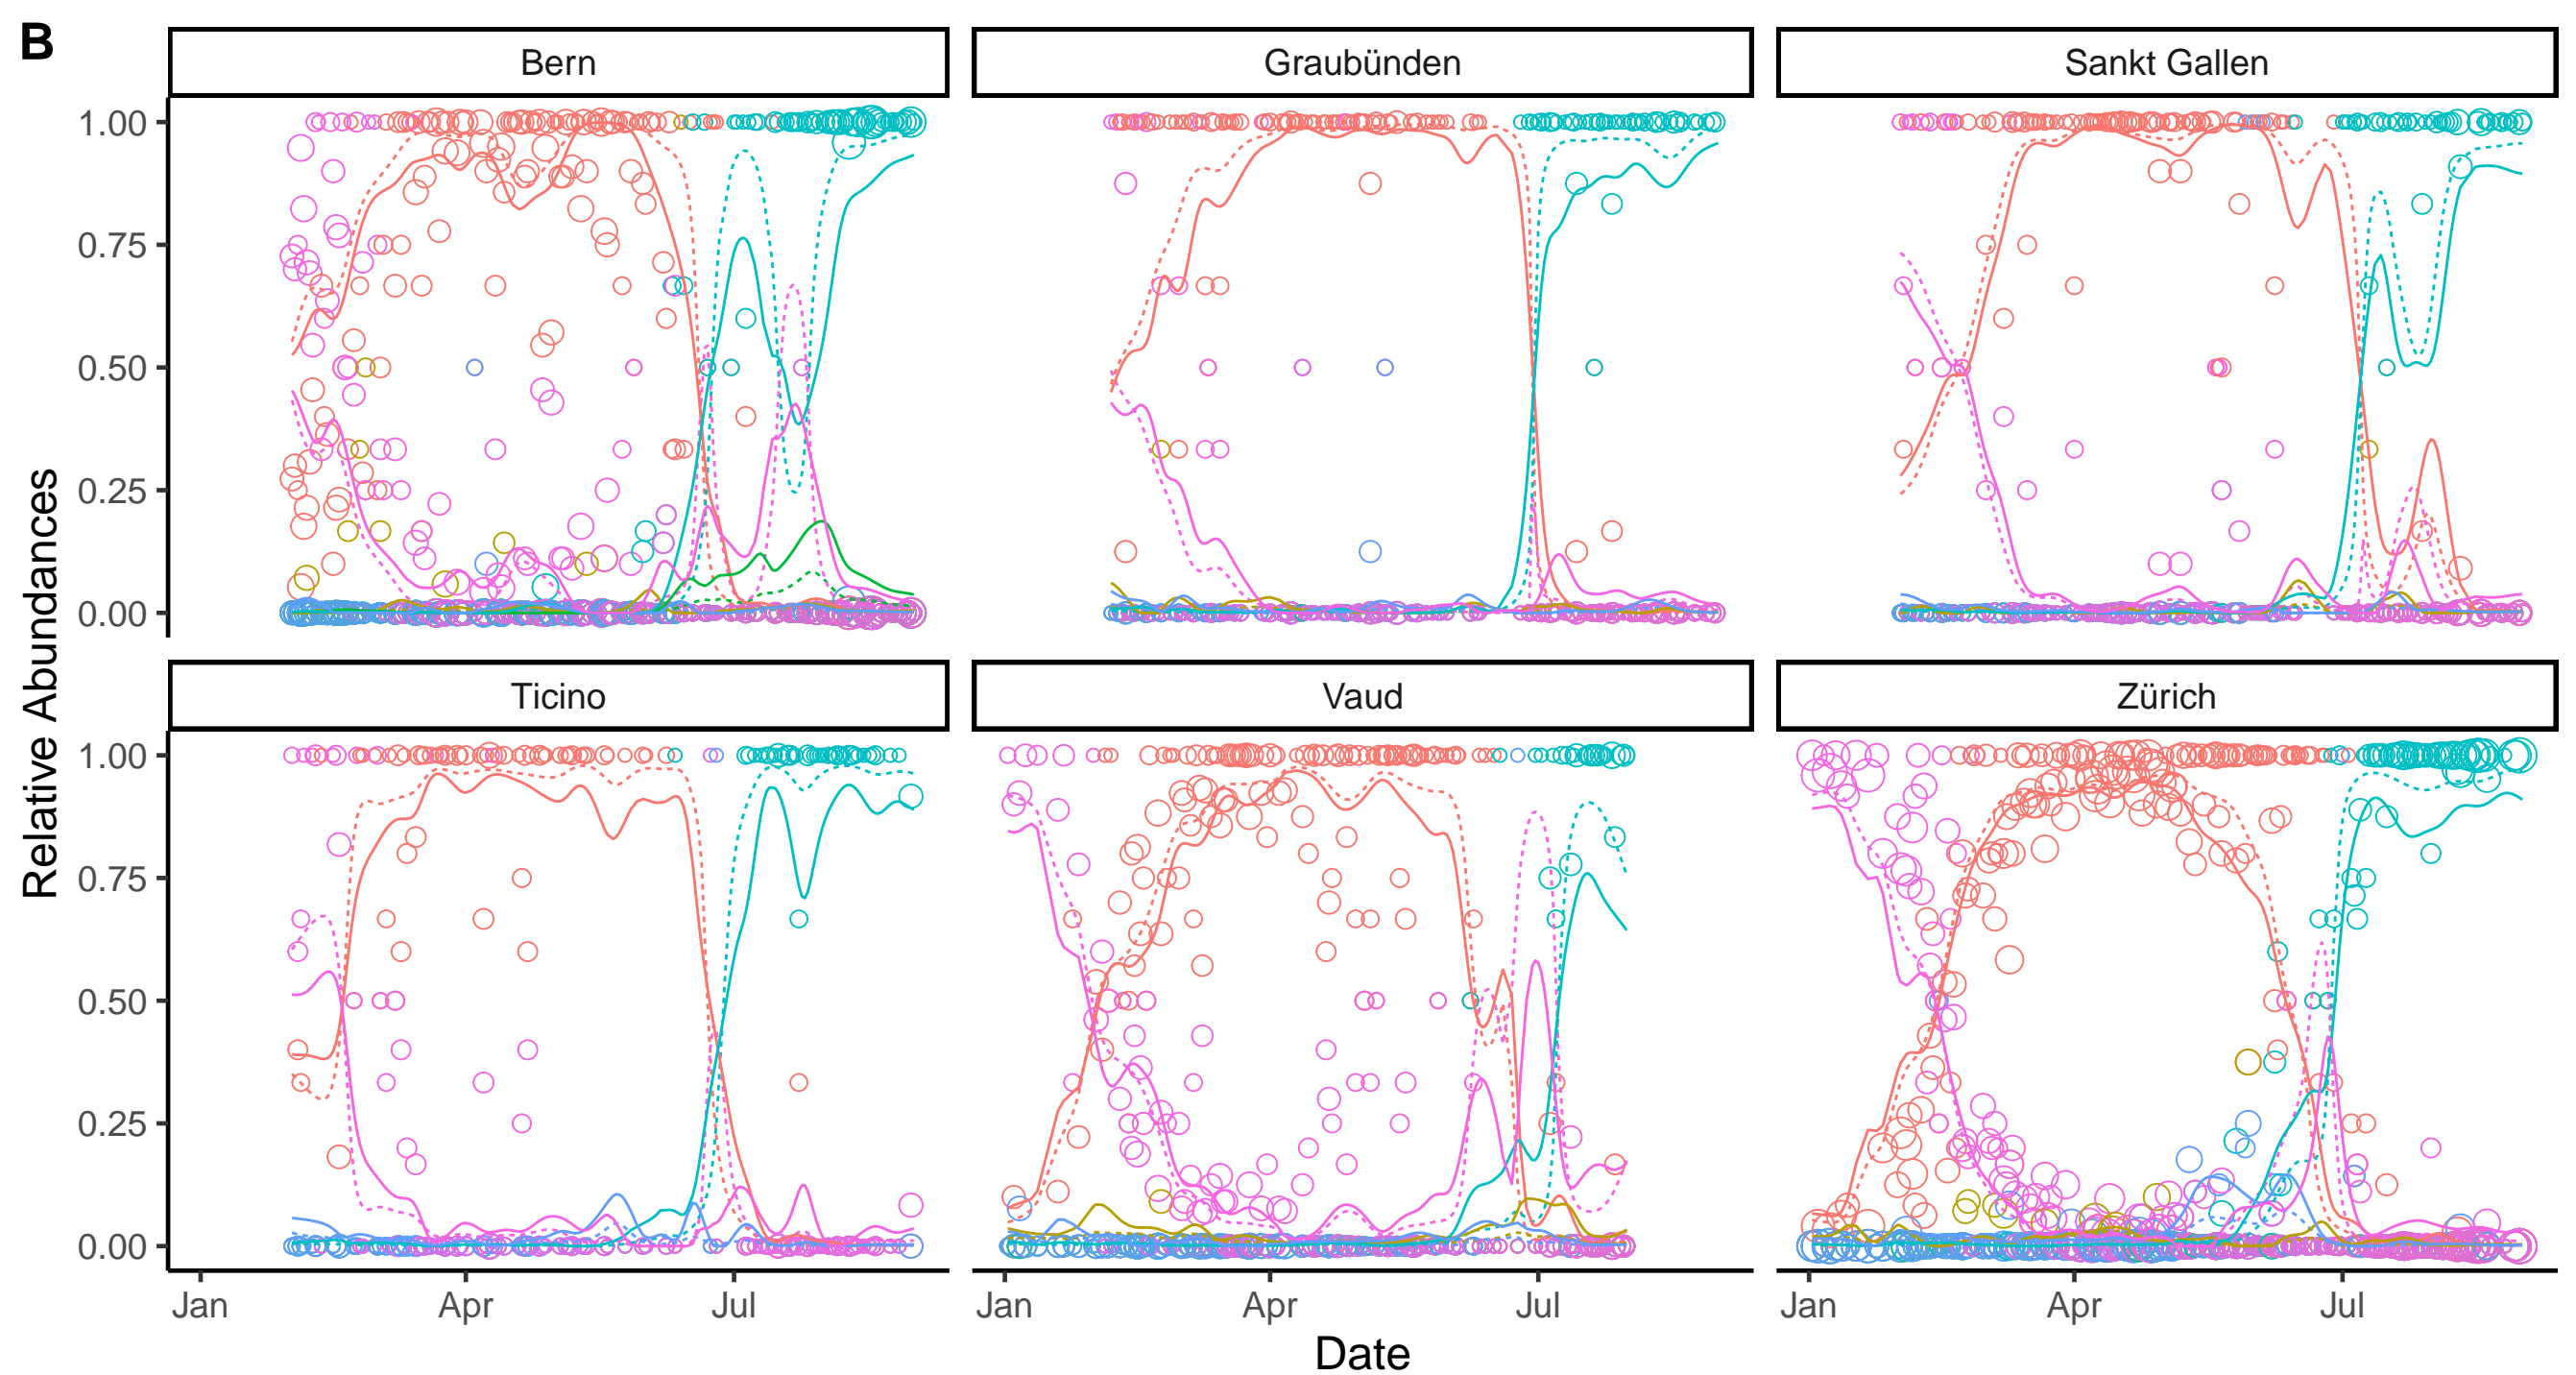 B
Bern
Graubünden
Sankt Gallen
1.00
0.75
0.50
0.25
0.00
Relative Abundances
Ticino
Vaud
Zürich
1.00
0.75
0.50
0.25
0.00
Jan
Apr
Jul
Jan
Apr
Jul
Jan
Apr
Jul
Date